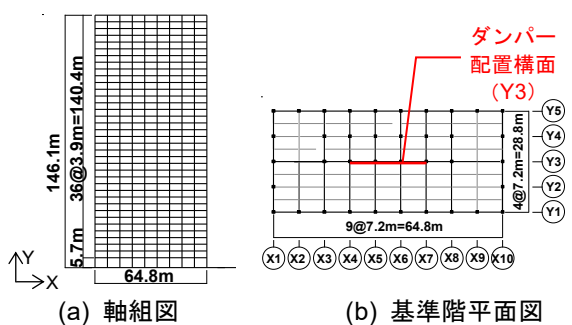 ダンパー
配置構面
（Y3）
146.1m
36@3.9m=140.4m
5.7m
64.8m
Y
X
(a) 軸組図
Y5
Y4
Y3
Y2
Y1
4@7.2m=28.8m
9@7.2m=64.8m
X1 X2 X3 X4 X5 X6 X7 X8 X9 X10
(b) 基準階平面図